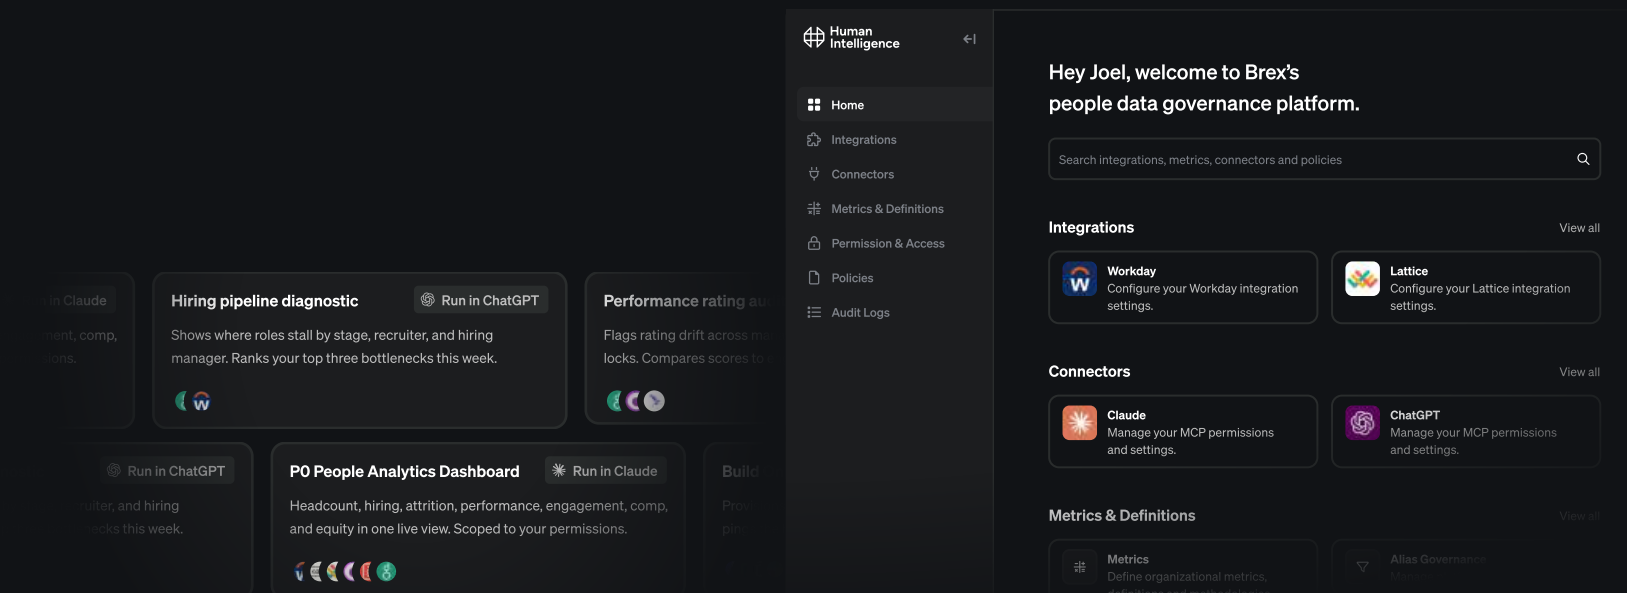 in Claude
ment, comp,
ions.
Hiring pipeline diagnostic
Run in ChatGPT
Shows where roles stall by stage, recruiter, and hiring
manager. Ranks your top three bottlenecks this week.
Performance rating
Flags rating drift across
locks. Compares scores to
Run in ChatGPT
uiter, and hiring
ecks this week.
P0 People Analytics Dashboard
Run in Claude
Headcount, hiring, attrition, performance, engagement, comp,
and equity in one live view. Scoped to your permissions.
Build
Human
Intelligence
Home
Integrations
Connectors
Metrics & Definitions
Permission & Access
Policies
Audit Logs
Hey Joel, welcome to Brex’s
people data governance platform.
Search integrations, metrics, connectors and policies
Integrations
View all
Workday
Configure your Workday integration
settings.
Lattice
Configure your Lattice integration
settings.
Connectors
View all
Claude
Manage your MCP permissions
and settings.
ChatGPT
Manage your MCP permissions
and settings.
Metrics & Definitions
View all
Metrics
Define organizational metrics,
Alias Governance